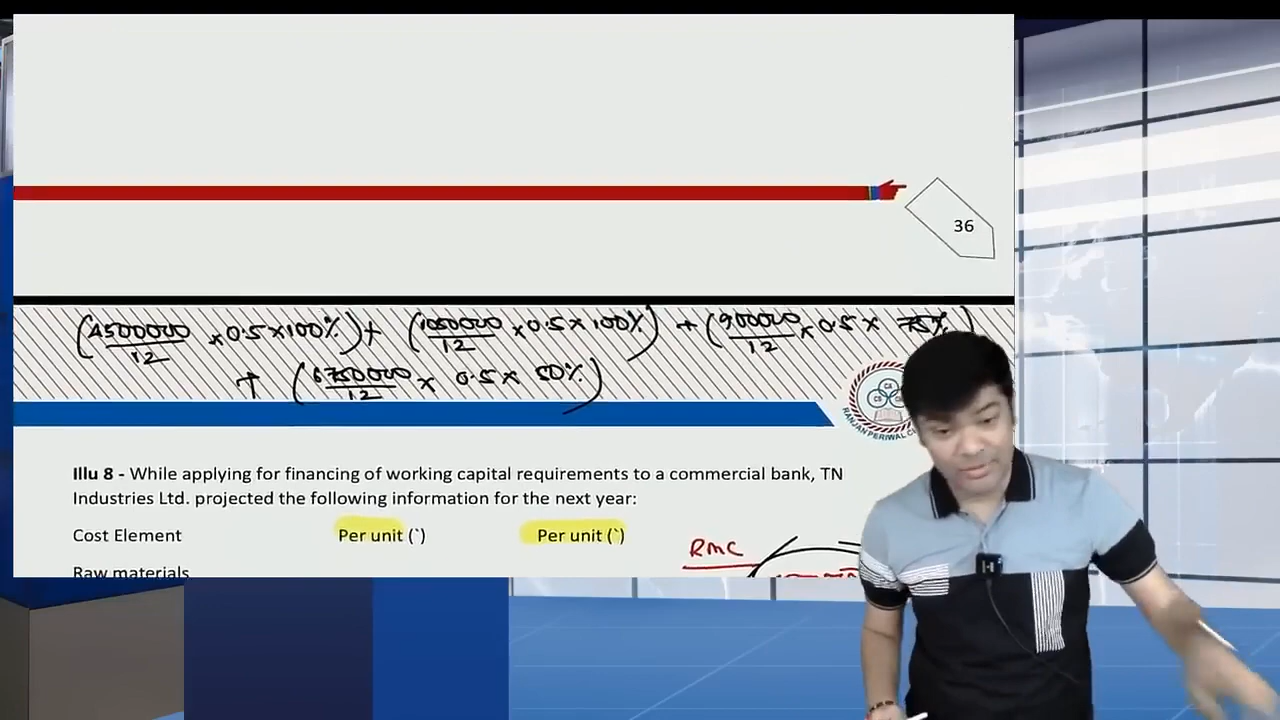 36
(4500000/12 × 0.5 × 100%) + (1050000/12 × 0.5 × 100%) + (900000/12 × 0.5 × 75%)
+ (6750000/12 × 0.5 × 50%)
RANJAN PERIWAL
Illu 8 - While applying for financing of working capital requirements to a commercial bank, TN
Industries Ltd. projected the following information for the next year:
Cost Element Per unit (`) Per unit (`)
RMC
Raw materials